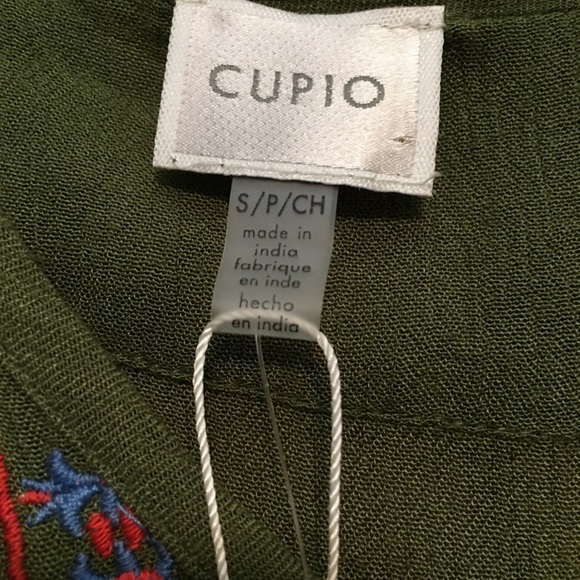 CUPIO
S/P/CH
made in
india
fabrique
en inde
hecho
en india